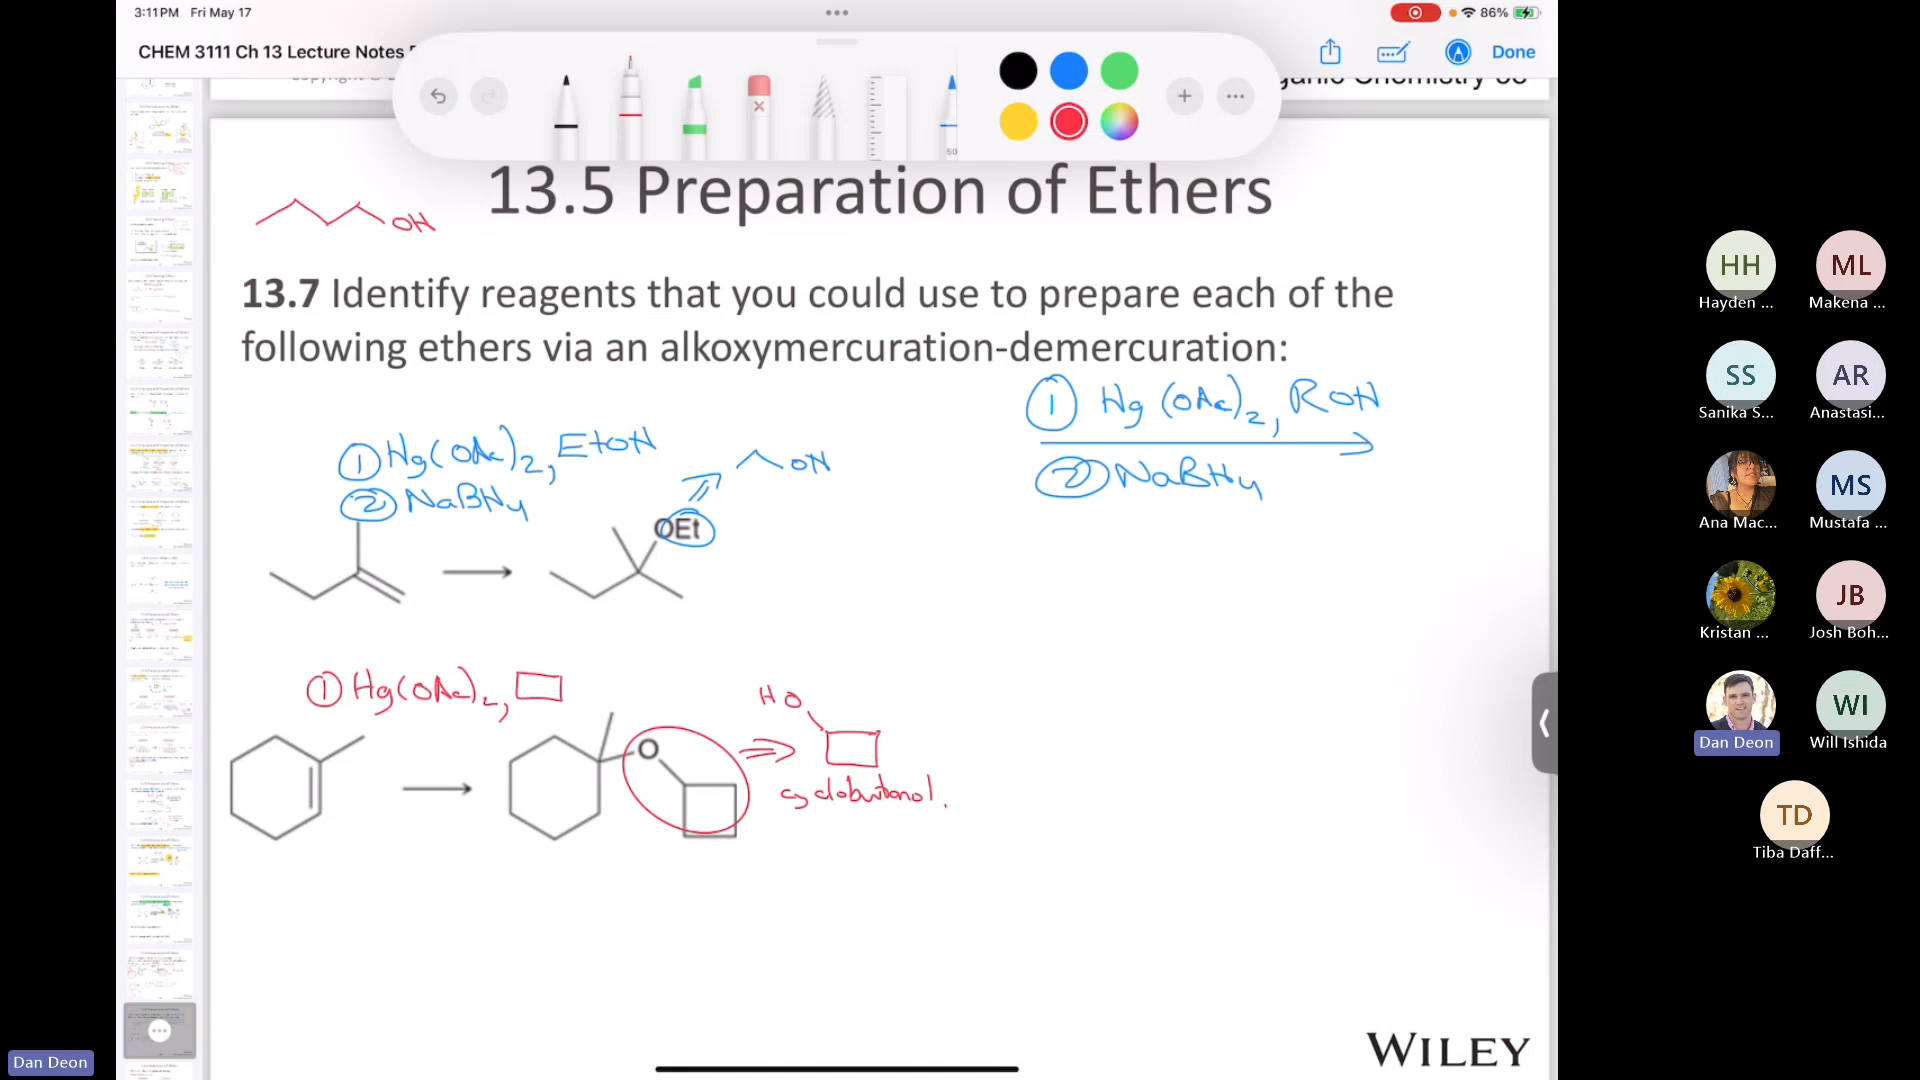 3:11 PM Fri May 17
86%
CHEM 3111 Ch 13 Lecture Notes
Done
50
13.5 Preparation of Ethers
OH
13.7 Identify reagents that you could use to prepare each of the
following ethers via an alkoxymercuration-demercuration:
① Hg(OAc)2, ROH
② NaBH4
① Hg(OAc)2, EtOH
② NaBH4
OH
OEt
① Hg(OAc)2,
HO
O
cyclobutanol.
WILEY
HH
Hayden ...
ML
Makena ...
SS
Sanika S...
AR
Anastasi...
Ana Mac...
MS
Mustafa ...
Kristan ...
JB
Josh Boh...
Dan Deon
WI
Will Ishida
TD
Tiba Daff...
Dan Deon